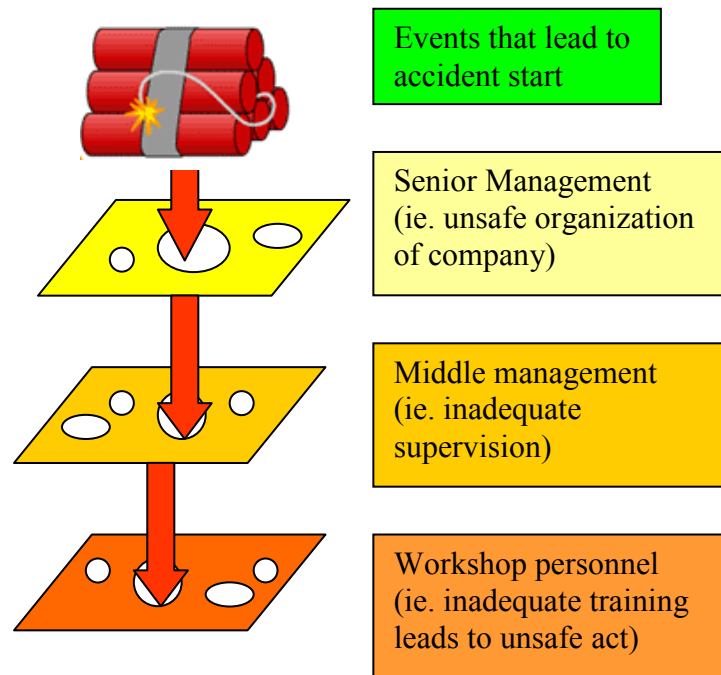 Events that lead to
accident start
Senior Management
(ie. unsafe organization
of company)
Middle management
(ie. inadequate
supervision)
Workshop personnel
(ie. inadequate training
leads to unsafe act)